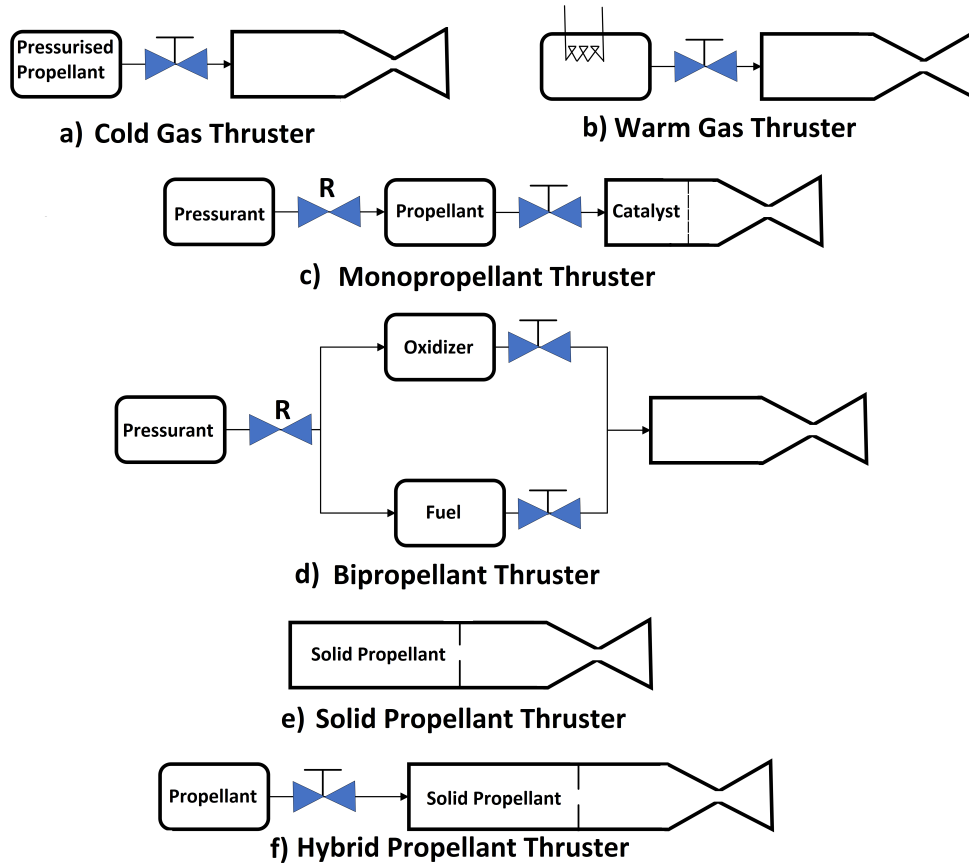 Pressurised
Propellant
a) Cold Gas Thruster
b) Warm Gas Thruster
R
Pressurant
Propellant
Catalyst
c) Monopropellant Thruster
Oxidizer
R
Pressurant
Fuel
d) Bipropellant Thruster
Solid Propellant
e) Solid Propellant Thruster
Propellant
Solid Propellant
f) Hybrid Propellant Thruster